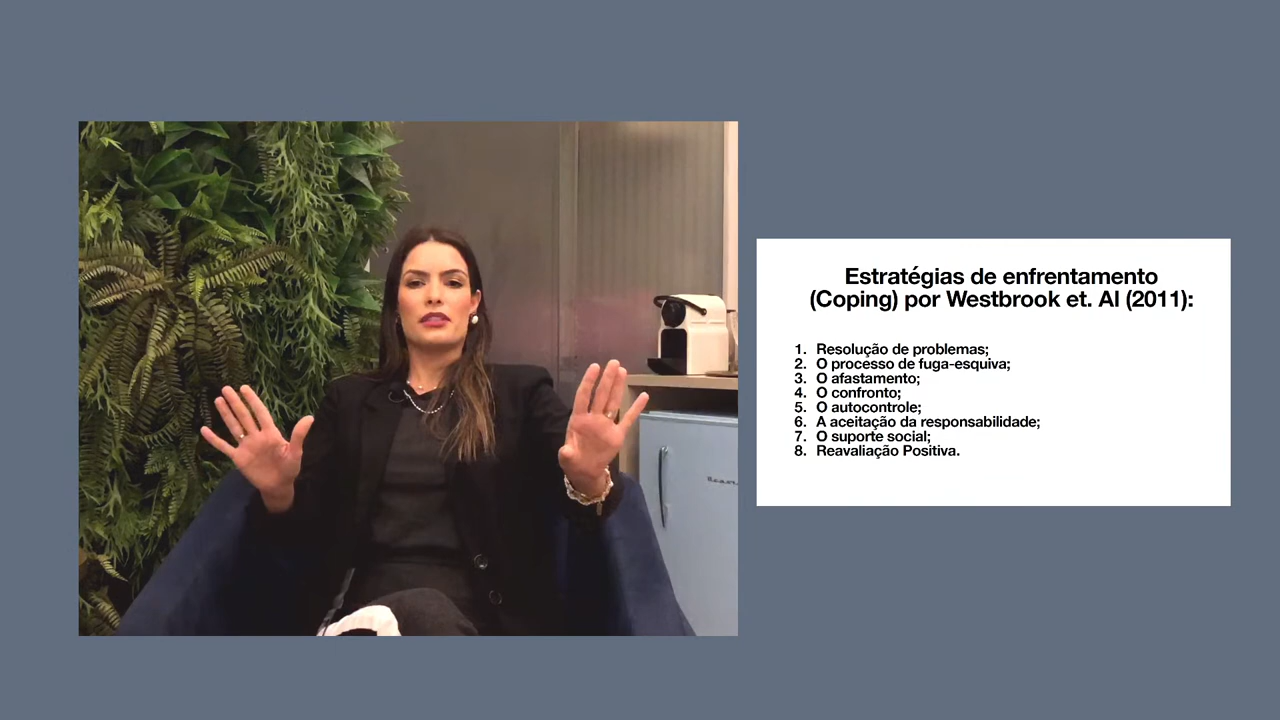 Estratégias de enfrentamento
(Coping) por Westbrook et. Al (2011):
1. Resolução de problemas;
2. O processo de fuga-esquiva;
3. O afastamento;
4. O confronto;
5. O autocontrole;
6. A aceitação da responsabilidade;
7. O suporte social;
8. Reavaliação Positiva.